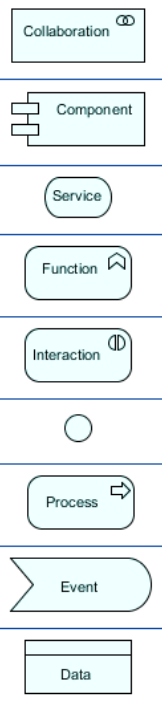 Collaboration
Component
Service
Function
Interaction
Process
Event
Data